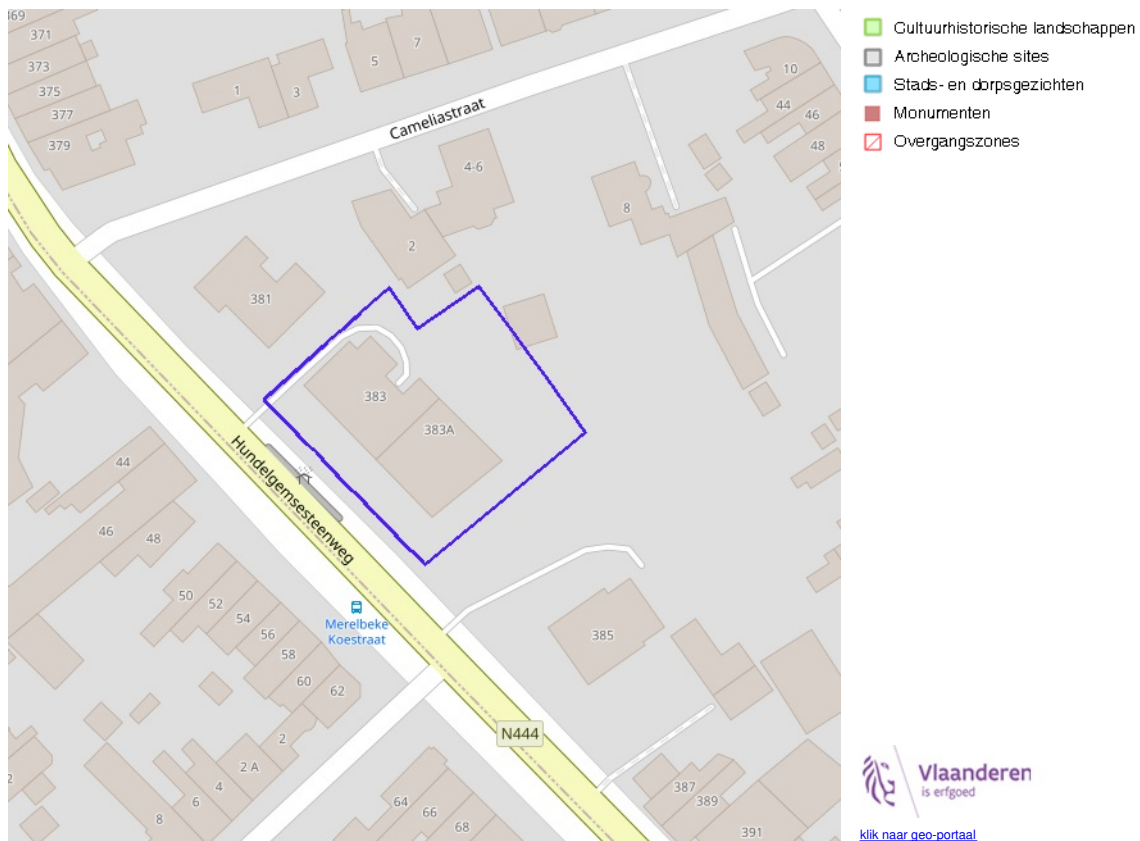 369
371
373
375
377
379
1
3
5
7
Cameliastraat
4-6
2
8
10
44
46
48
381
383
383A
Hundelgemsesteenweg
44
46
48
50
52
54
56
58
60
62
Merelbeke
Koestraat
385
N444
2
2 A
4
6
8
2
64
66
68
387
389
391
Cultuurhistorische landschappen
Archeologische sites
Stads- en dorpsgezichten
Monumenten
Overgangszones
Vlaanderen
is erfgoed
klik naar geo-portaal